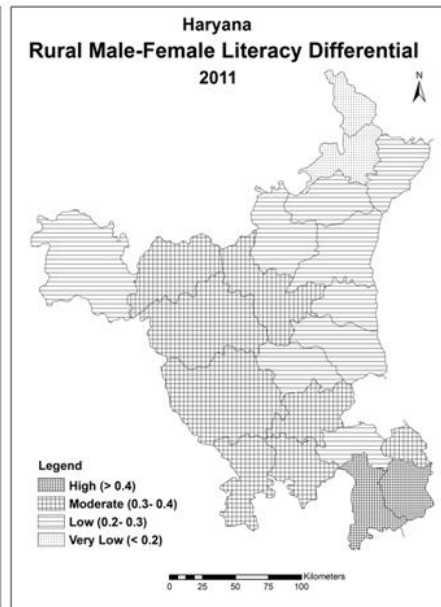 Haryana
Rural Male-Female Literacy Differential
2011
N
Legend
High (> 0.4)
Moderate (0.3- 0.4)
Low (0.2- 0.3)
Very Low (< 0.2)
Kilometers
0 25 50 75 100